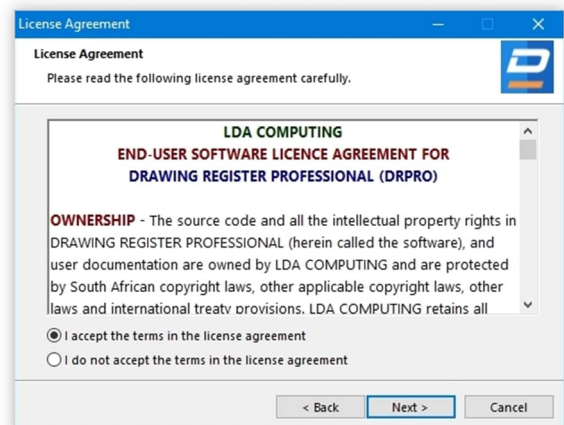 License Agreement
License Agreement
Please read the following license agreement carefully.
LDA COMPUTING
END-USER SOFTWARE LICENCE AGREEMENT FOR
DRAWING REGISTER PROFESSIONAL (DRPRO)
OWNERSHIP - The source code and all the intellectual property rights in
DRAWING REGISTER PROFESSIONAL (herein called the software), and
user documentation are owned by LDA COMPUTING and are protected
by South African copyright laws, other applicable copyright laws, other
laws and international treaty provisions. LDA COMPUTING retains all
I accept the terms in the license agreement
I do not accept the terms in the license agreement
< Back Next > Cancel